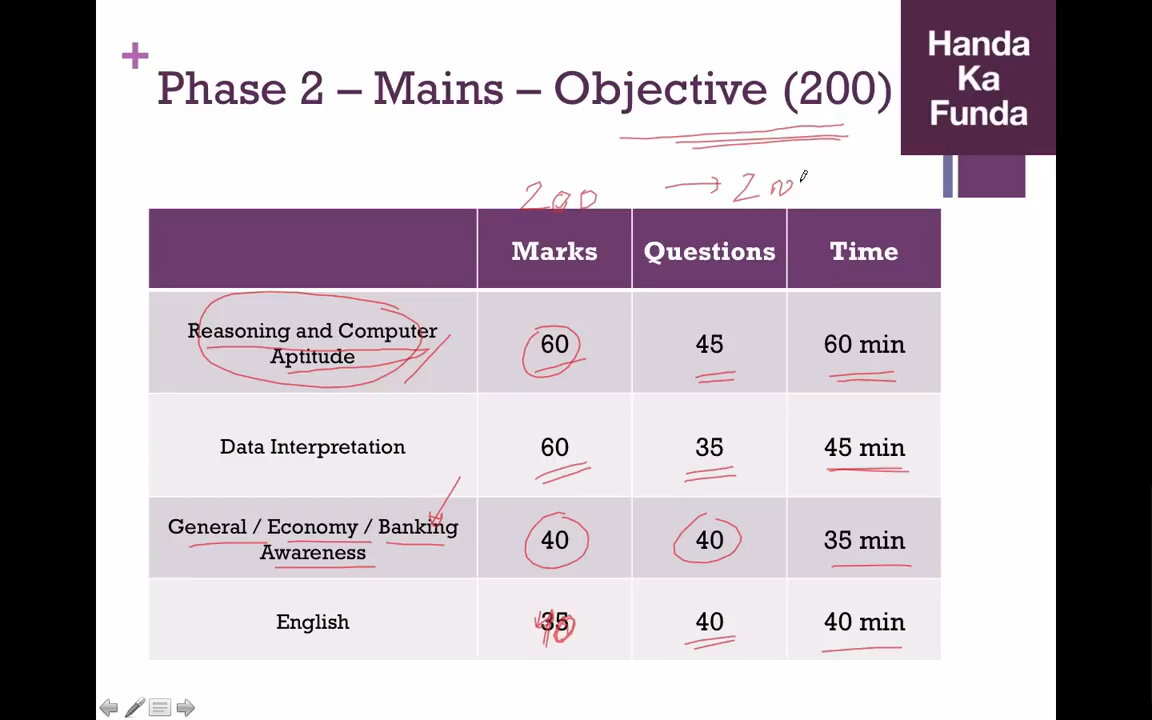 +
Phase 2 – Mains – Objective (200)
Handa
Ka
Funda
200 → 200
Marks Questions Time
Reasoning and Computer
Aptitude
60 45 60 min
Data Interpretation 60 35 45 min
General / Economy / Banking
Awareness
40 40 35 min
English 35 40 40 40 min